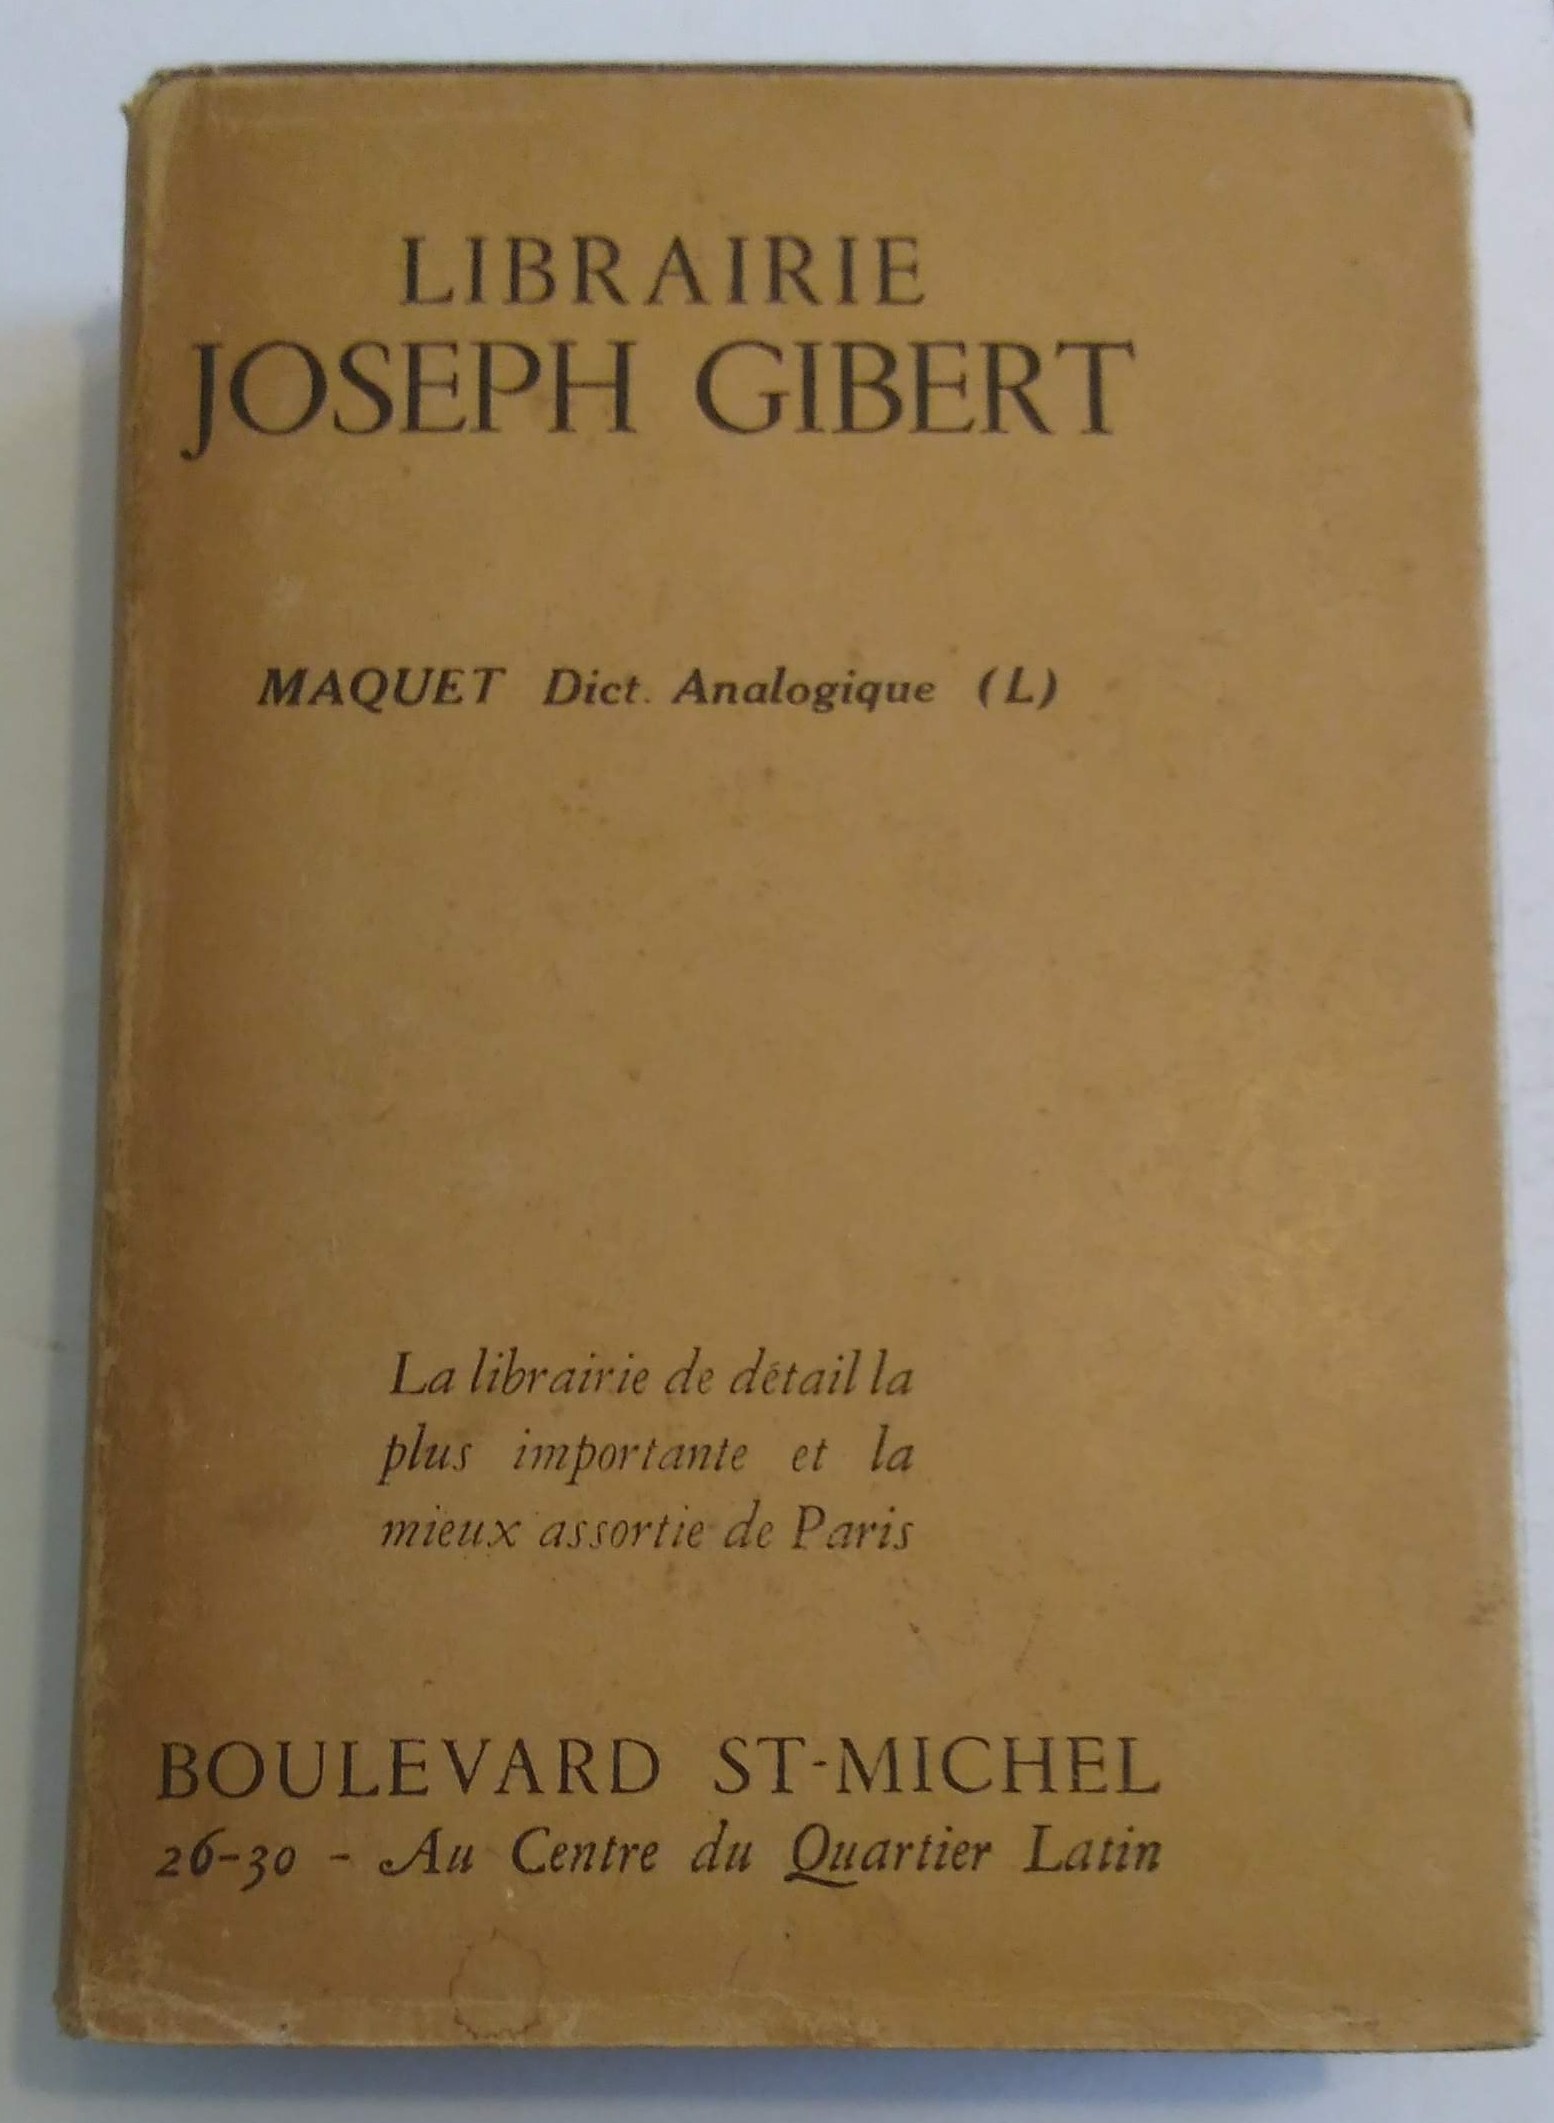 LIBRAIRIE
JOSEPH GIBERT
MAQUET Dict. Analogique (L)
La librairie de détail la
plus importante et la
mieux assortie de Paris
BOULEVARD ST-MICHEL
26-30 - Au Centre du Quartier Latin